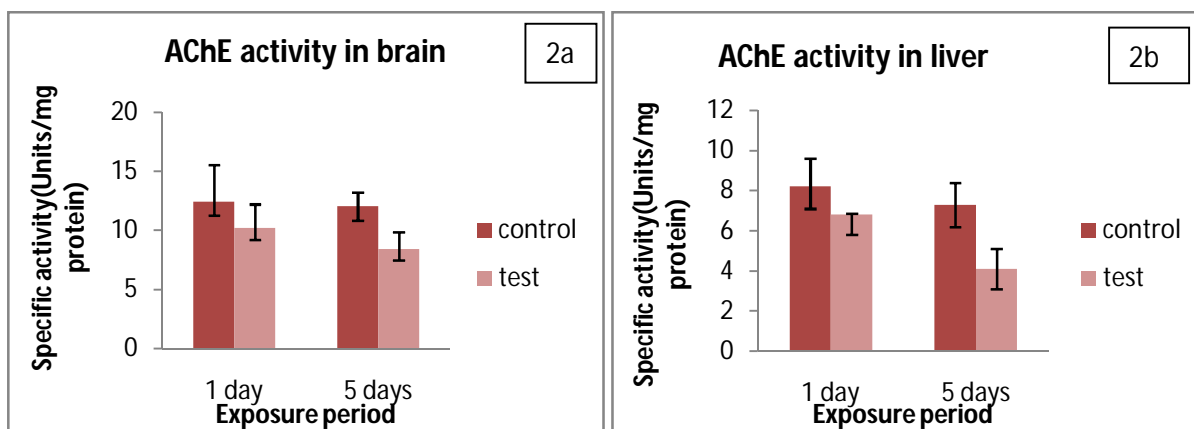 AChE activity in brain
2a
Specific activity(Units/mg
protein)
20
15
10
5
0
1 day
5 days
Exposure period
control
test
AChE activity in liver
2b
Specific activity(Units/mg
protein)
12
10
8
6
4
2
0
1 day
5 days
Exposure period
control
test